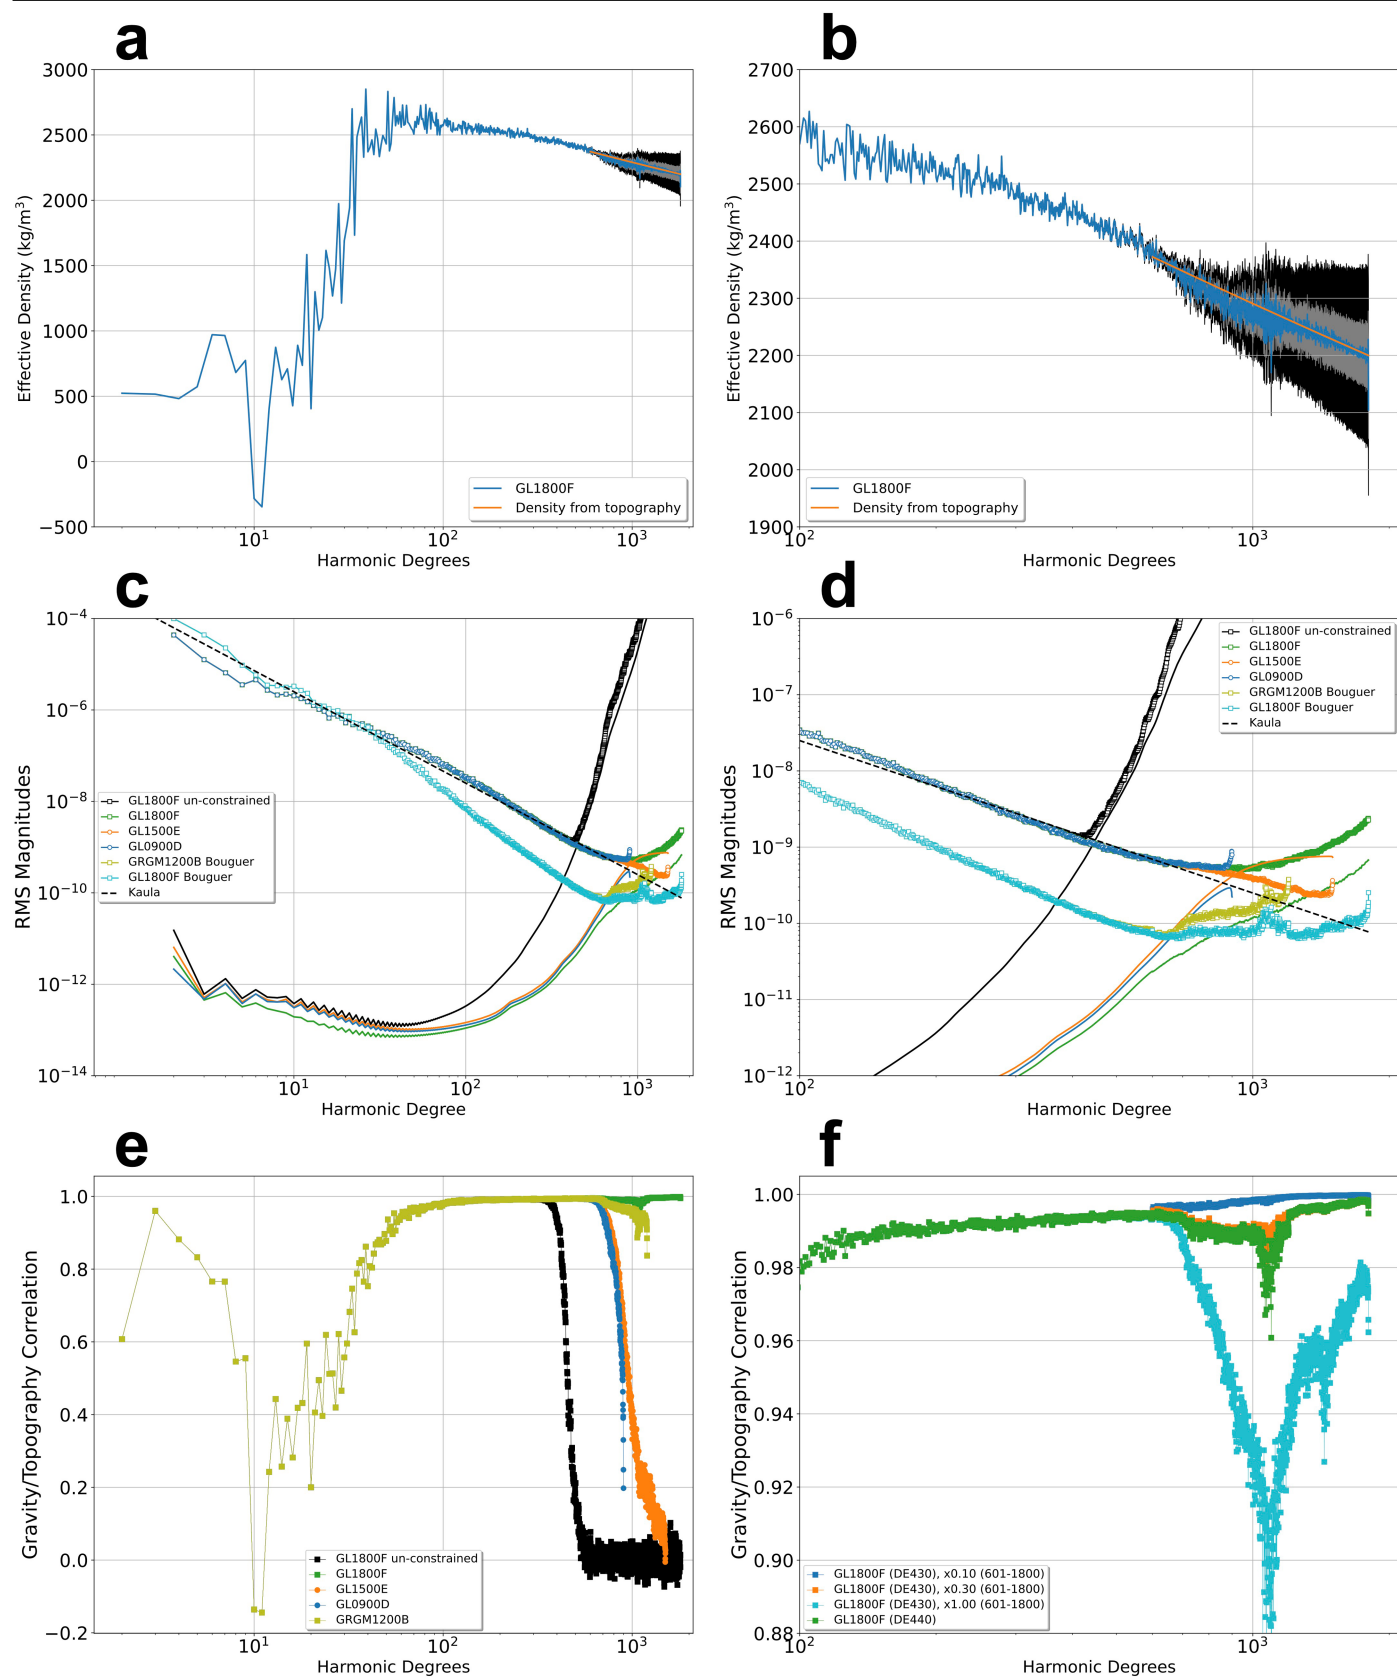 a
3000
2500
2000
1500
1000
500
0
−500
Effective Density (kg/m³)
10¹
10²
10³
Harmonic Degrees
GL1800F
Density from topography
b
2700
2600
2500
2400
2300
2200
2100
2000
1900
Effective Density (kg/m³)
10²
10³
Harmonic Degrees
GL1800F
Density from topography
c
10⁻⁴
10⁻⁶
10⁻⁸
10⁻¹⁰
10⁻¹²
10⁻¹⁴
RMS Magnitudes
10¹
10²
10³
Harmonic Degree
GL1800F un-constrained
GL1800F
GL1500E
GL0900D
GRGM1200B Bouguer
GL1800F Bouguer
Kaula
d
10⁻⁶
10⁻⁷
10⁻⁸
10⁻⁹
10⁻¹⁰
10⁻¹¹
10⁻¹²
RMS Magnitudes
10²
10³
Harmonic Degree
GL1800F un-constrained
GL1800F
GL1500E
GL0900D
GRGM1200B Bouguer
GL1800F Bouguer
Kaula
e
1.0
0.8
0.6
0.4
0.2
0.0
−0.2
Gravity/Topography Correlation
10¹
10²
10³
Harmonic Degrees
GL1800F un-constrained
GL1800F
GL1500E
GL0900D
GRGM1200B
f
1.00
0.98
0.96
0.94
0.92
0.90
0.88
Gravity/Topography Correlation
10²
10³
Harmonic Degrees
GL1800F (DE430), x0.10 (601-1800)
GL1800F (DE430), x0.30 (601-1800)
GL1800F (DE430), x1.00 (601-1800)
GL1800F (DE440)